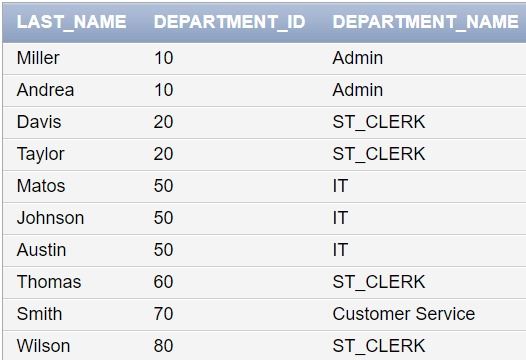 LAST_NAME DEPARTMENT_ID DEPARTMENT_NAME
Miller 10 Admin
Andrea 10 Admin
Davis 20 ST_CLERK
Taylor 20 ST_CLERK
Matos 50 IT
Johnson 50 IT
Austin 50 IT
Thomas 60 ST_CLERK
Smith 70 Customer Service
Wilson 80 ST_CLERK